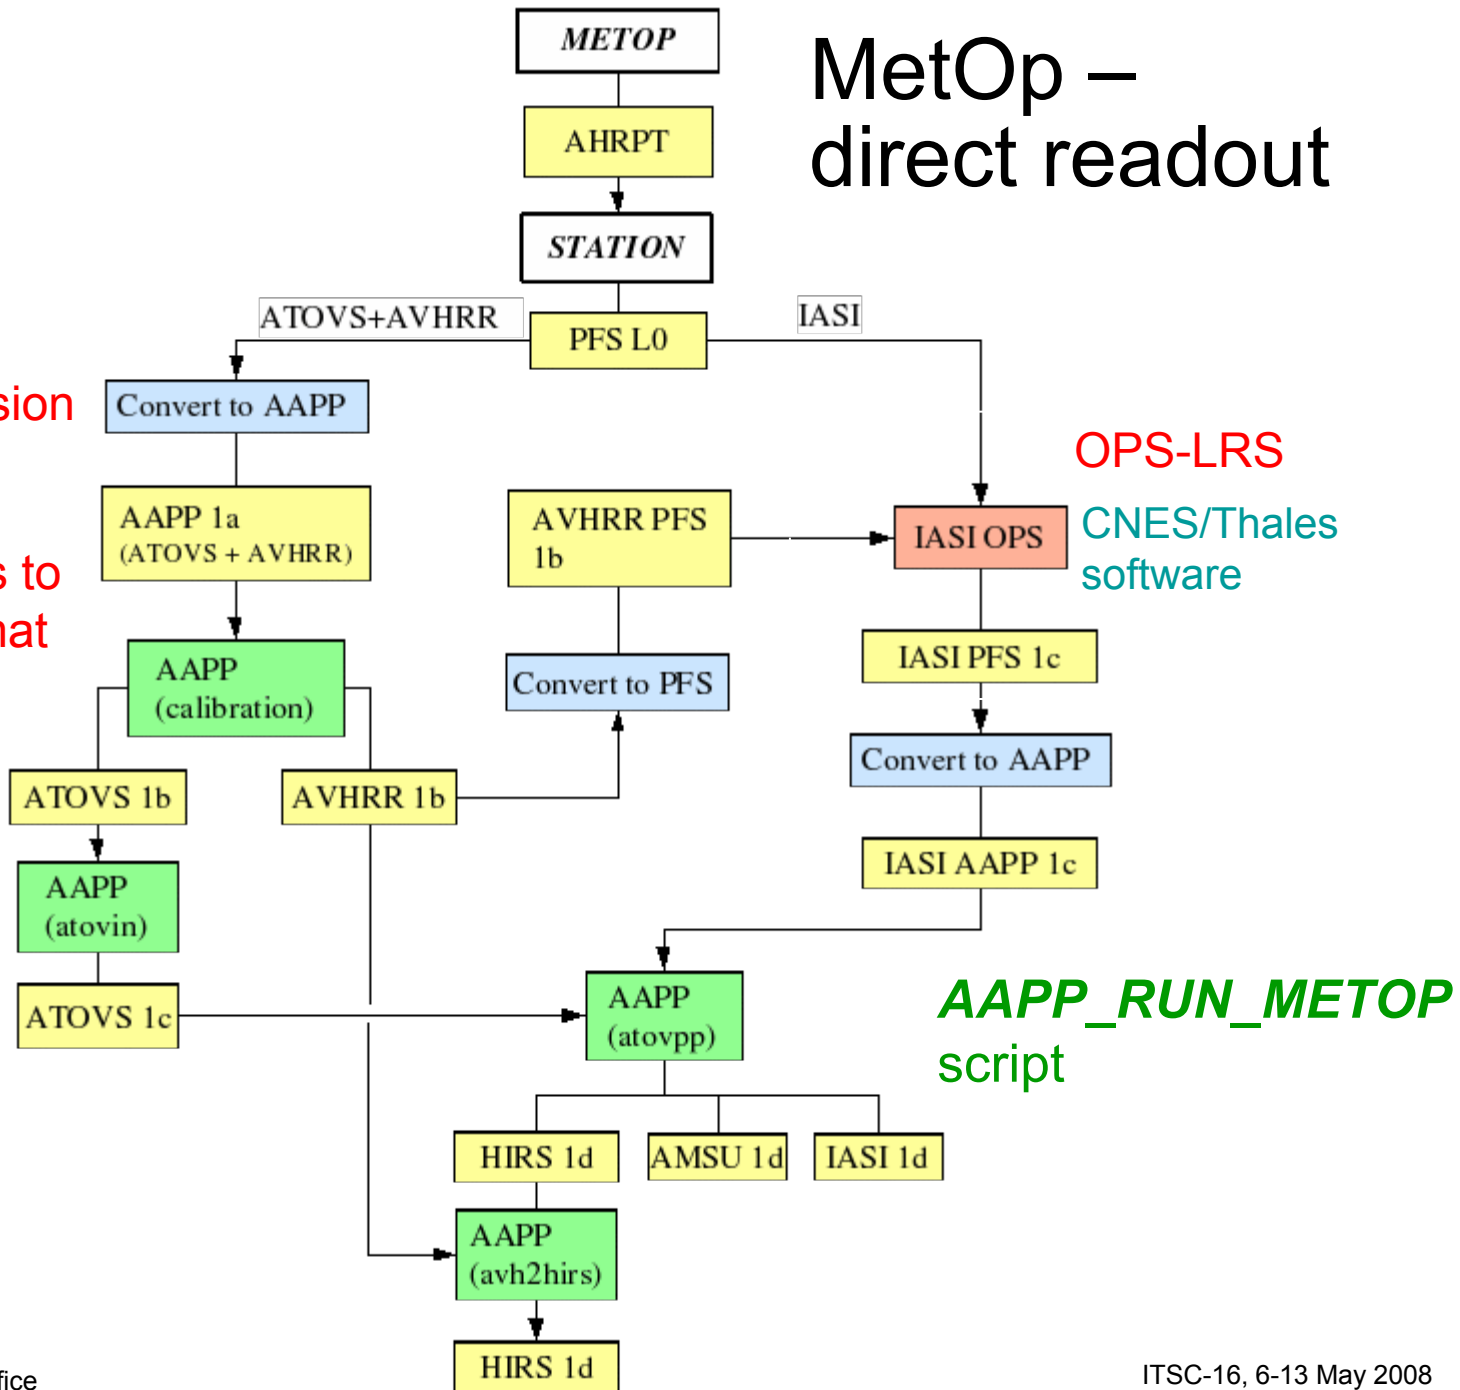 METOP
MetOp –
direct readout
AHRPT
STATION
ATOVS+AVHRR
IASI
PFS L0
sion
Convert to AAPP
OPS-LRS
AAPP 1a
(ATOVS + AVHRR)
AVHRR PFS
1b
IASI OPS
CNES/Thales
software
s to
nat
AAPP
(calibration)
Convert to PFS
IASI PFS 1c
Convert to AAPP
ATOVS 1b
AVHRR 1b
AAPP
(atovin)
IASI AAPP 1c
ATOVS 1c
AAPP
(atovpp)
AAPP_RUN_METOP
script
HIRS 1d
AMSU 1d
IASI 1d
AAPP
(avh2hirs)
HIRS 1d
fice
ITSC-16, 6-13 May 2008